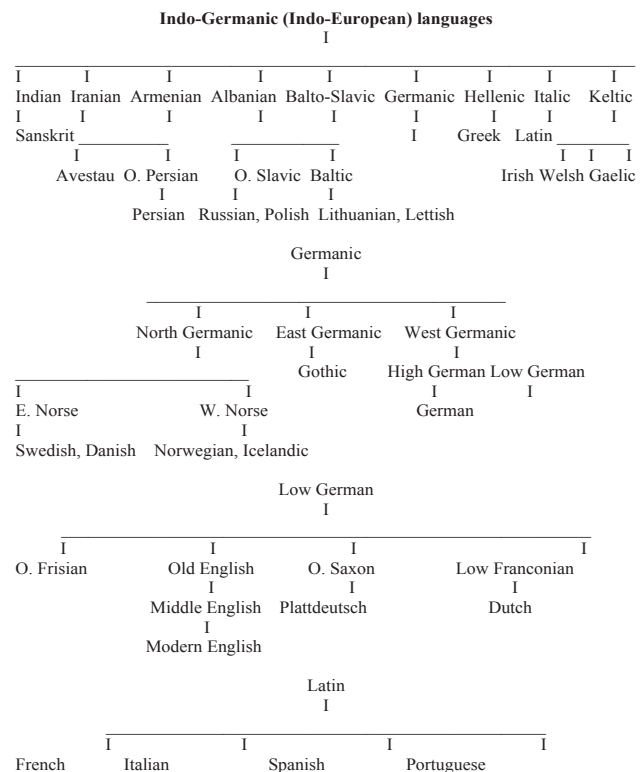 Indo-Germanic (Indo-European) languages
I
I I I I I I I I I
Indian Iranian Armenian Albanian Balto-Slavic Germanic Hellenic Italic Keltic
I I I I I I I I I
Sanskrit I Greek Latin
I I I I I I I
Avestau O. Persian O. Slavic Baltic Irish Welsh Gaelic
I I I
Persian Russian, Polish Lithuanian, Lettish
Germanic
I
I I I
North Germanic East Germanic West Germanic
I I I
Gothic High German Low German
I I I I
E. Norse W. Norse German
I I
Swedish, Danish Norwegian, Icelandic
Low German
I
I I I I
O. Frisian Old English O. Saxon Low Franconian
I I I
Middle English Plattdeutsch Dutch
I
Modern English
Latin
I
I I I I
French Italian Spanish Portuguese